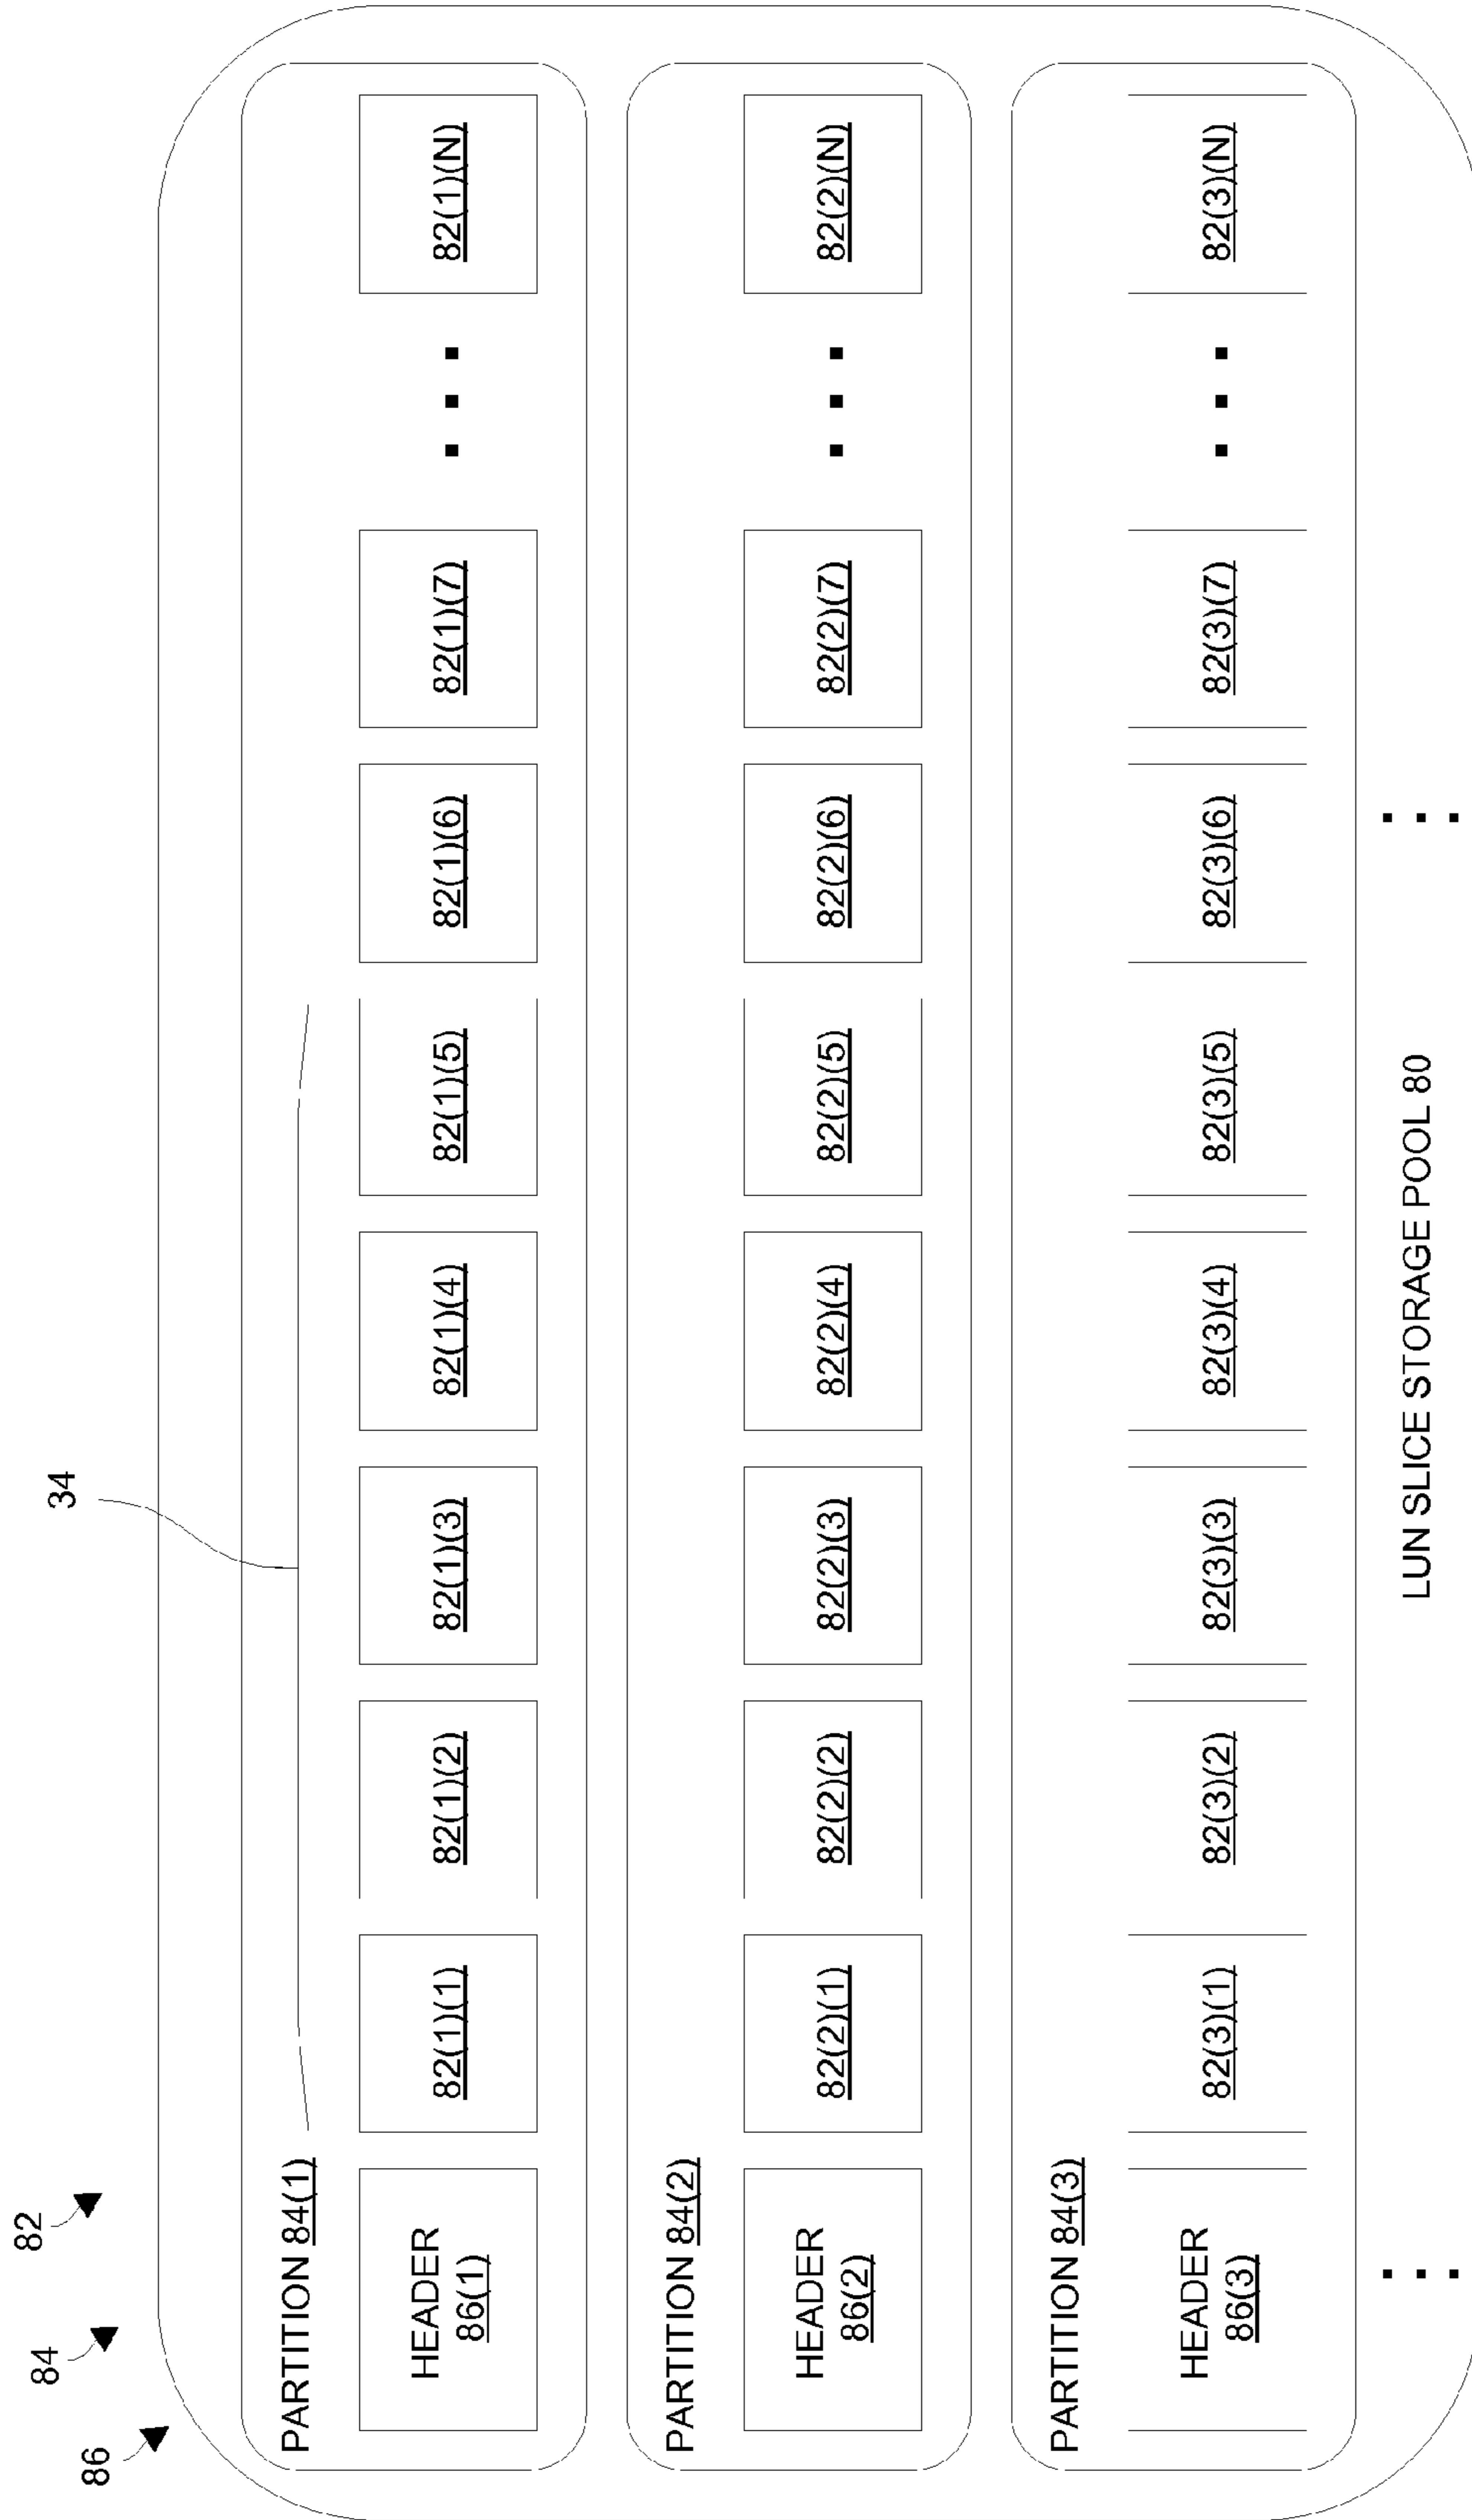 86
84
82
34
PARTITION 84(1)
HEADER
86(1)
82(1)(1)
82(1)(2)
82(1)(3)
82(1)(4)
82(1)(5)
82(1)(6)
82(1)(7)
82(1)(N)
PARTITION 84(2)
HEADER
86(2)
82(2)(1)
82(2)(2)
82(2)(3)
82(2)(4)
82(2)(5)
82(2)(6)
82(2)(7)
82(2)(N)
PARTITION 84(3)
HEADER
86(3)
82(3)(1)
82(3)(2)
82(3)(3)
82(3)(4)
82(3)(5)
82(3)(6)
82(3)(7)
82(3)(N)
LUN SLICE STORAGE POOL 80